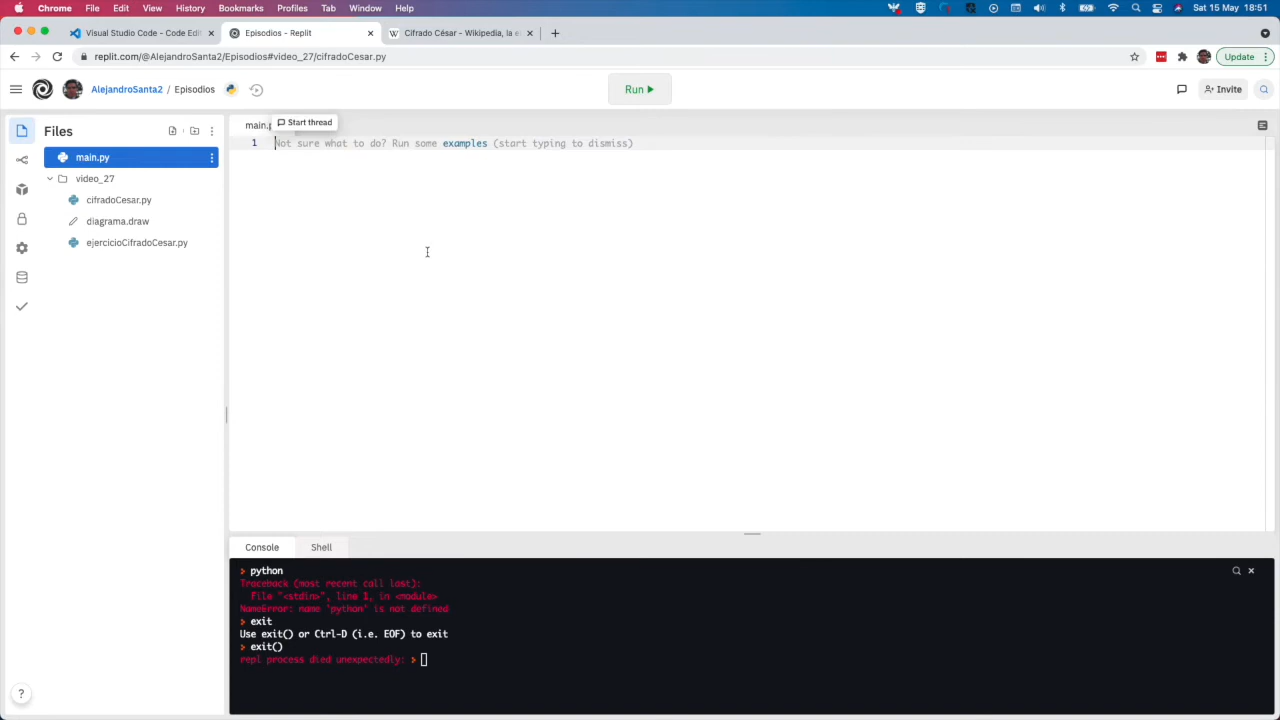 Chrome File Edit View History Bookmarks Profiles Tab Window Help Sat 15 May 18:51
Visual Studio Code - Code Edit Episodios - Replit Cifrado César - Wikipedia, la e
replit.com/@AlejandroSanta2/Episodios#video_27/cifradoCesar.py Update
AlejandroSanta2 / Episodios Run Invite
Files
main.p Start thread
1 Not sure what to do? Run some examples (start typing to dismiss)
main.py
video_27
cifradoCesar.py
diagrama.draw
ejercicioCifradoCesar.py
Console Shell
> python
Traceback (most recent call last):
File "<stdin>", line 1, in <module>
NameError: name 'python' is not defined
> exit
Use exit() or Ctrl-D (i.e. EOF) to exit
> exit()
repl process died unexpectedly: >
?